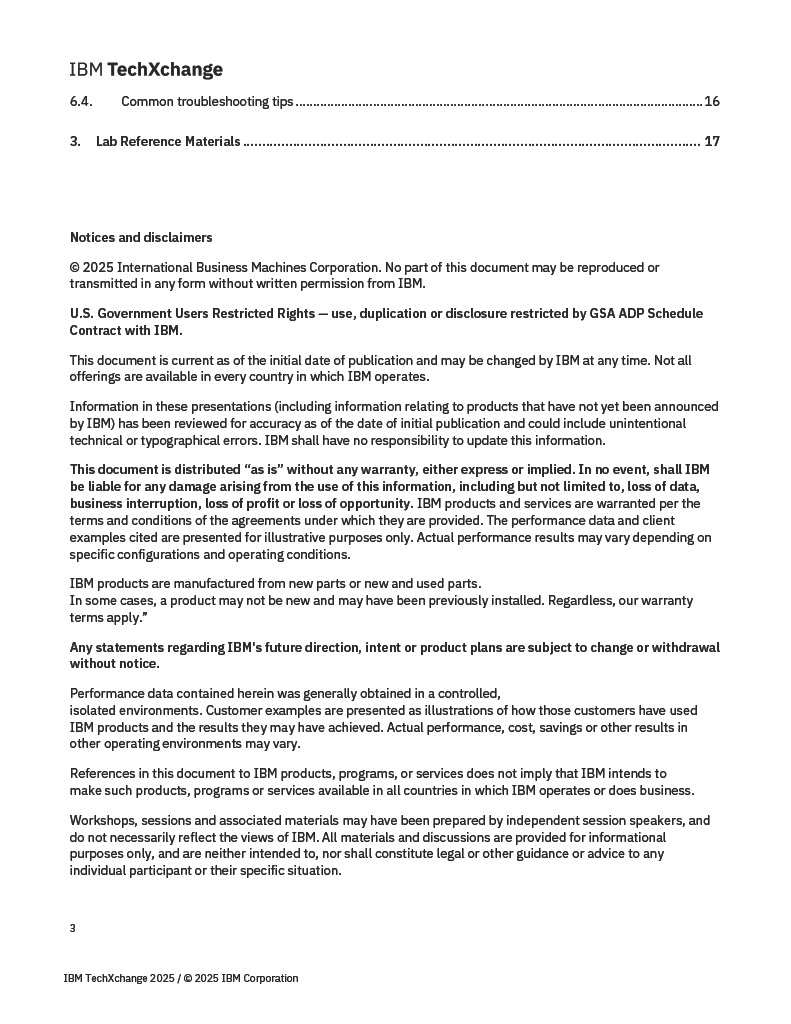 IBM TechXchange
6.4. Common troubleshooting tips ........................................................................................................................ 16
3. Lab Reference Materials .................................................................................................... 17
Notices and disclaimers
© 2025 International Business Machines Corporation. No part of this document may be reproduced or
transmitted in any form without written permission from IBM.
U.S. Government Users Restricted Rights — use, duplication or disclosure restricted by GSA ADP Schedule
Contract with IBM.
This document is current as of the initial date of publication and may be changed by IBM at any time. Not all
offerings are available in every country in which IBM operates.
Information in these presentations (including information relating to products that have not yet been announced
by IBM) has been reviewed for accuracy as of the date of initial publication and could include unintentional
technical or typographical errors. IBM shall have no responsibility to update this information.
This document is distributed “as is” without any warranty, either express or implied. In no event, shall IBM
be liable for any damage arising from the use of this information, including but not limited to, loss of data,
business interruption, loss of profit or loss of opportunity. IBM products and services are warranted per the
terms and conditions of the agreements under which they are provided. The performance data and client
examples cited are presented for illustrative purposes only. Actual performance results may vary depending on
specific configurations and operating conditions.
IBM products are manufactured from new parts or new and used parts.
In some cases, a product may not be new and may have been previously installed. Regardless, our warranty
terms apply.”
Any statements regarding IBM's future direction, intent or product plans are subject to change or withdrawal
without notice.
Performance data contained herein was generally obtained in a controlled,
isolated environments. Customer examples are presented as illustrations of how those customers have used
IBM products and the results they may have achieved. Actual performance, cost, savings or other results in
other operating environments may vary.
References in this document to IBM products, programs, or services does not imply that IBM intends to
make such products, programs or services available in all countries in which IBM operates or does business.
Workshops, sessions and associated materials may have been prepared by independent session speakers, and
do not necessarily reflect the views of IBM. All materials and discussions are provided for informational
purposes only, and are neither intended to, nor shall constitute legal or other guidance or advice to any
individual participant or their specific situation.
3
IBM TechXchange 2025 / © 2025 IBM Corporation